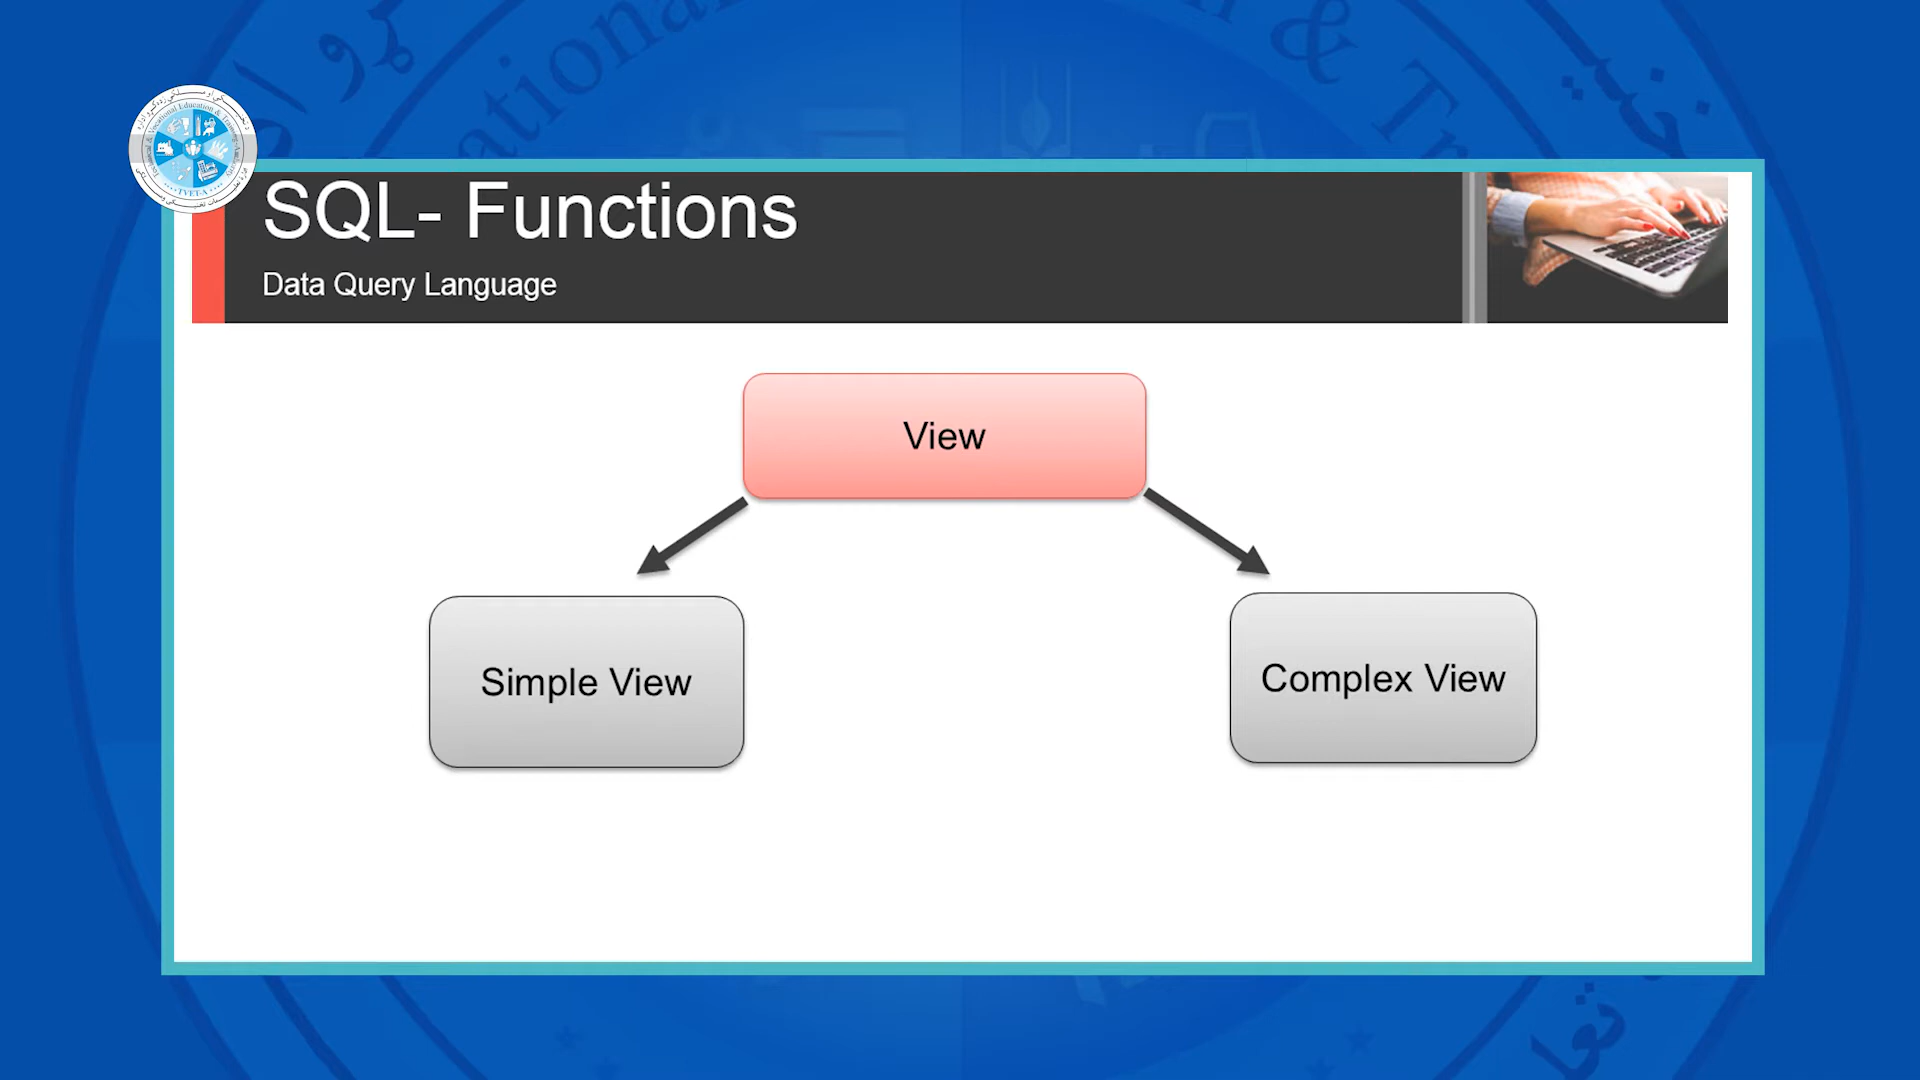 SQL- Functions
Data Query Language
View
Simple View
Complex View